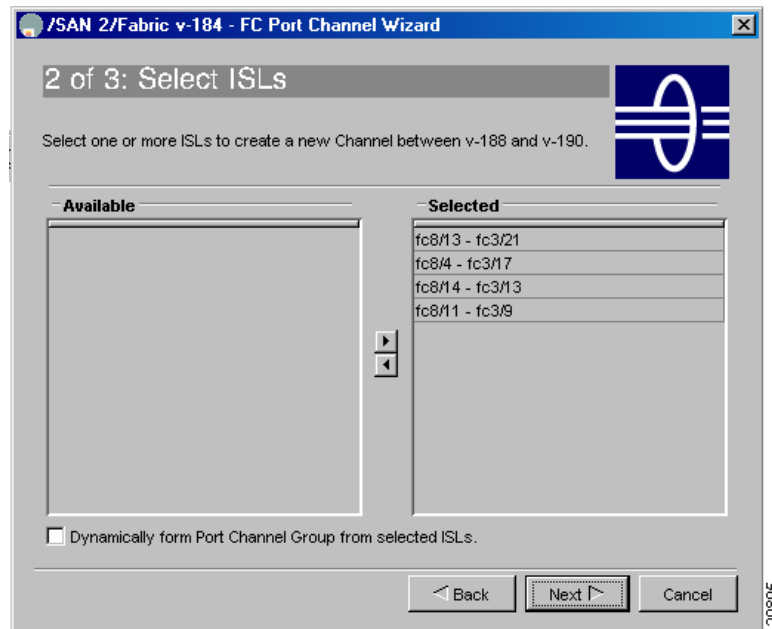 /SAN 2/Fabric v-184 - FC Port Channel Wizard
2 of 3: Select ISLs
Select one or more ISLs to create a new Channel between v-188 and v-190.
Available
Selected
fc8/13 - fc3/21
fc8/4 - fc3/17
fc8/14 - fc3/13
fc8/11 - fc3/9
Dynamically form Port Channel Group from selected ISLs.
Back
Next
Cancel